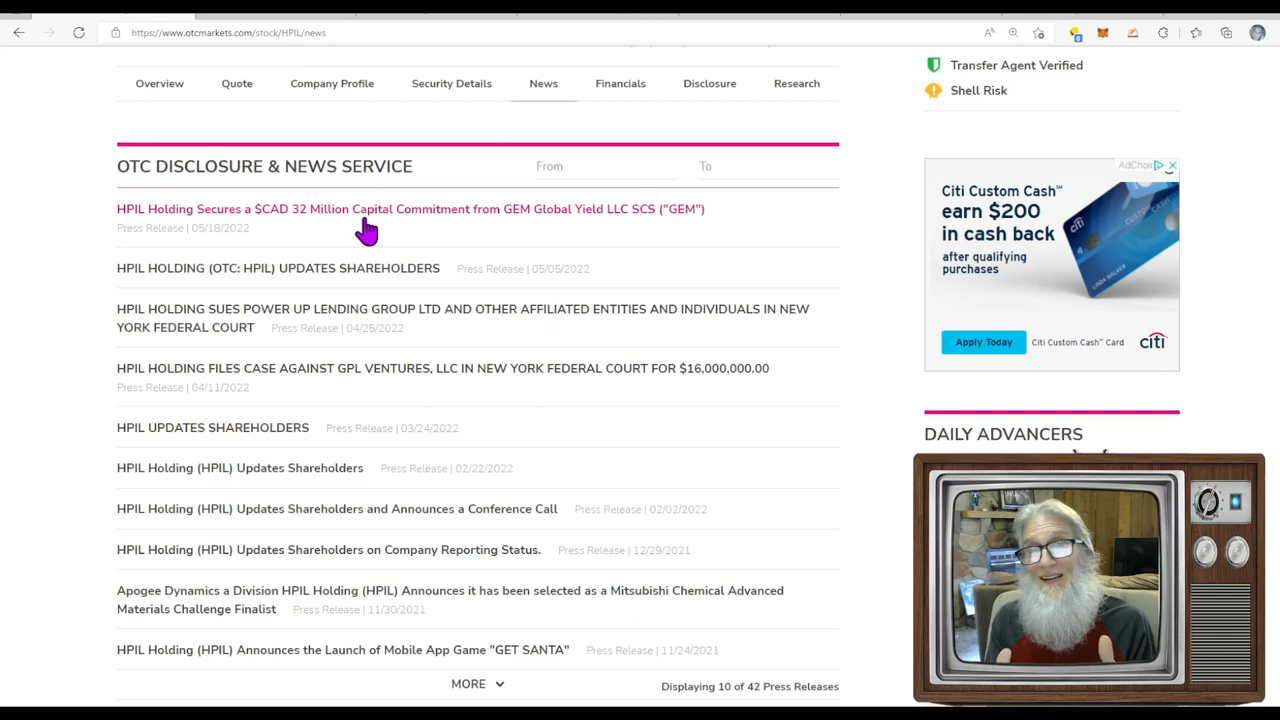 https://www.otcmarkets.com/stock/HPIL/news
Overview
Quote
Company Profile
Security Details
News
Financials
Disclosure
Research
Transfer Agent Verified
Shell Risk
OTC DISCLOSURE & NEWS SERVICE
From
To
HPIL Holding Secures a $CAD 32 Million Capital Commitment from GEM Global Yield LLC SCS ("GEM")
Press Release | 05/18/2022
HPIL HOLDING (OTC: HPIL) UPDATES SHAREHOLDERS Press Release | 05/05/2022
HPIL HOLDING SUES POWER UP LENDING GROUP LTD AND OTHER AFFILIATED ENTITIES AND INDIVIDUALS IN NEW
YORK FEDERAL COURT Press Release | 04/25/2022
HPIL HOLDING FILES CASE AGAINST GPL VENTURES, LLC IN NEW YORK FEDERAL COURT FOR $16,000,000.00
Press Release | 04/11/2022
HPIL UPDATES SHAREHOLDERS Press Release | 03/24/2022
HPIL Holding (HPIL) Updates Shareholders Press Release | 02/22/2022
HPIL Holding (HPIL) Updates Shareholders and Announces a Conference Call Press Release | 02/02/2022
HPIL Holding (HPIL) Updates Shareholders on Company Reporting Status. Press Release | 12/29/2021
Apogee Dynamics a Division HPIL Holding (HPIL) Announces it has been selected as a Mitsubishi Chemical Advanced
Materials Challenge Finalist Press Release | 11/30/2021
HPIL Holding (HPIL) Announces the Launch of Mobile App Game "GET SANTA" Press Release | 11/24/2021
MORE
Displaying 10 of 42 Press Releases
Citi Custom Cash™
Card users can
earn $200
in cash back
after qualifying
purchases
citi
LINDA WALKER
Apply Today
Citi Custom Cash™ Card
citi
DAILY ADVANCERS